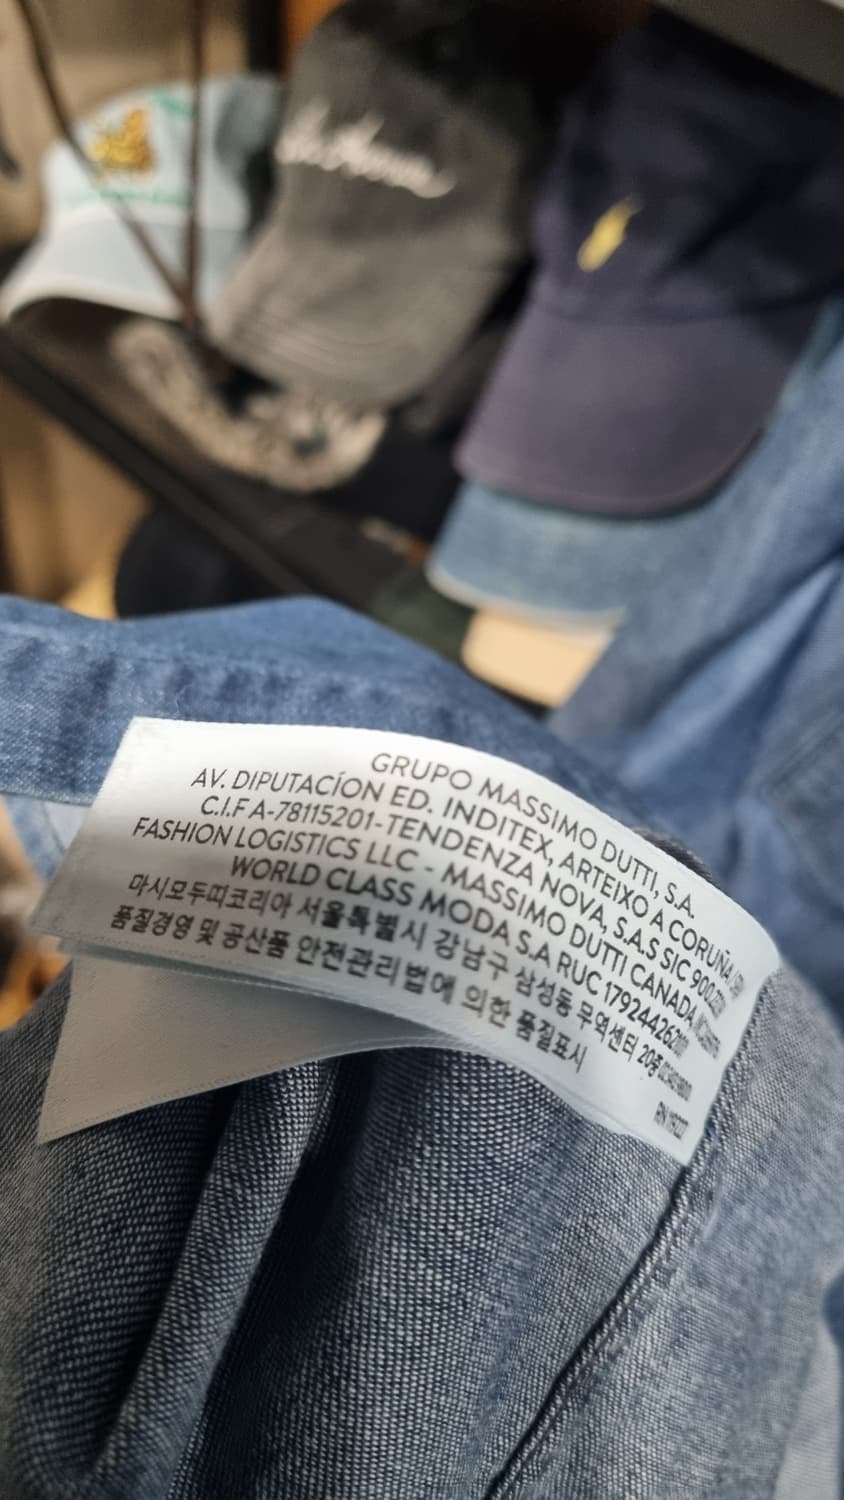 GRUPO MASSIMO DUTTI, S.A.
AV. DIPUTACÍON ED. INDITEX, ARTEIXO A CORUÑA
C.I.F A-78115201-TENDENZA NOVA, S.A.S SIC
FASHION LOGISTICS LLC - MASSIMO DUTTI CANADA
WORLD CLASS MODA S.A RUC
마시모두띠코리아 서울특별시 강남구 삼성동 무역센터 20층
품질경영 및 공산품 안전관리법에 의한 품질표시